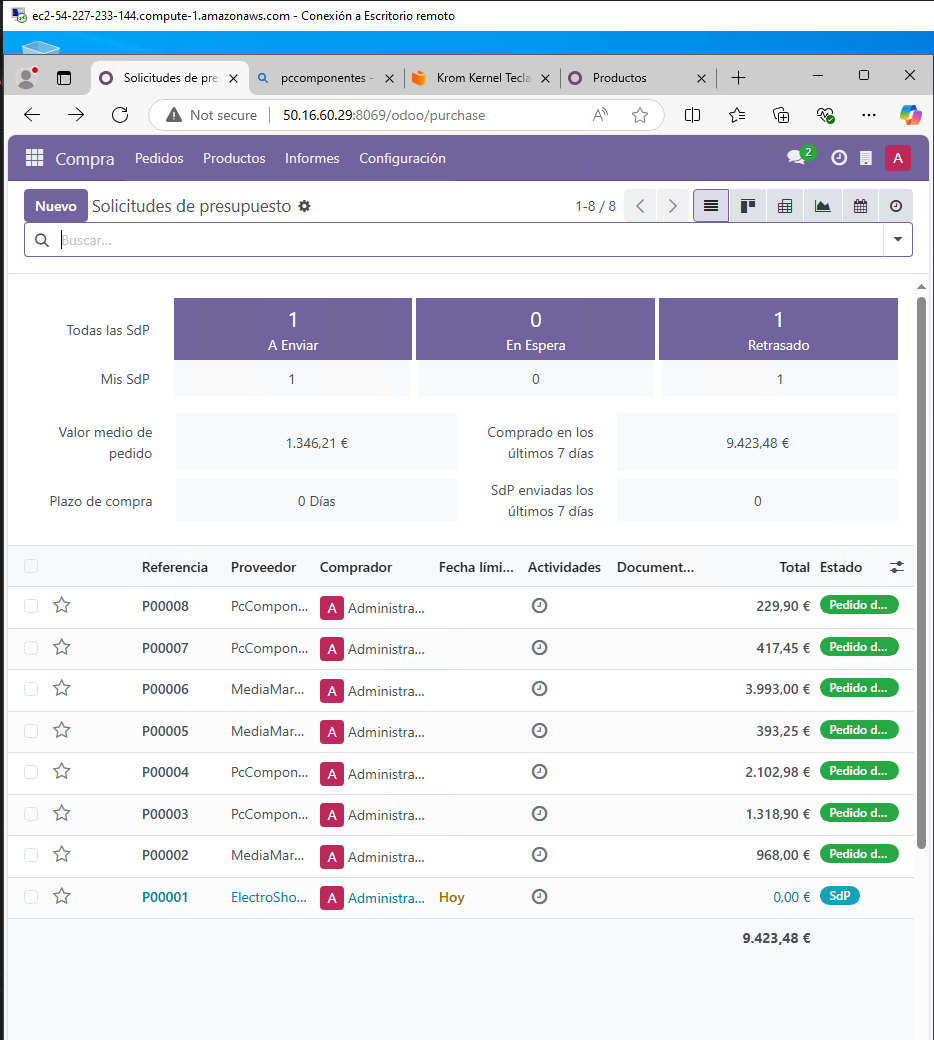 ec2-54-227-233-144.compute-1.amazonaws.com - Conexión a Escritorio remoto
Solicitudes de pre
pccomponentes -
Krom Kernel Tecla
Productos
Not secure
50.16.60.29:8069/odoo/purchase
Compra Pedidos Productos Informes Configuración 2 A
Nuevo Solicitudes de presupuesto 1-8 / 8
Buscar...
Todas las SdP
1
A Enviar
0
En Espera
1
Retrasado
Mis SdP 1 0 1
Valor medio de
pedido
1.346,21 €
Comprado en los
últimos 7 días
9.423,48 €
Plazo de compra
0 Días
SdP enviadas los
últimos 7 días
0
Referencia Proveedor Comprador Fecha lími... Actividades Document... Total Estado
P00008 PcCompon... A Administra... 229,90 € Pedido d...
P00007 PcCompon... A Administra... 417,45 € Pedido d...
P00006 MediaMar... A Administra... 3.993,00 € Pedido d...
P00005 MediaMar... A Administra... 393,25 € Pedido d...
P00004 PcCompon... A Administra... 2.102,98 € Pedido d...
P00003 PcCompon... A Administra... 1.318,90 € Pedido d...
P00002 MediaMar... A Administra... 968,00 € Pedido d...
P00001 ElectroSho... A Administra... Hoy 0,00 € SdP
9.423,48 €